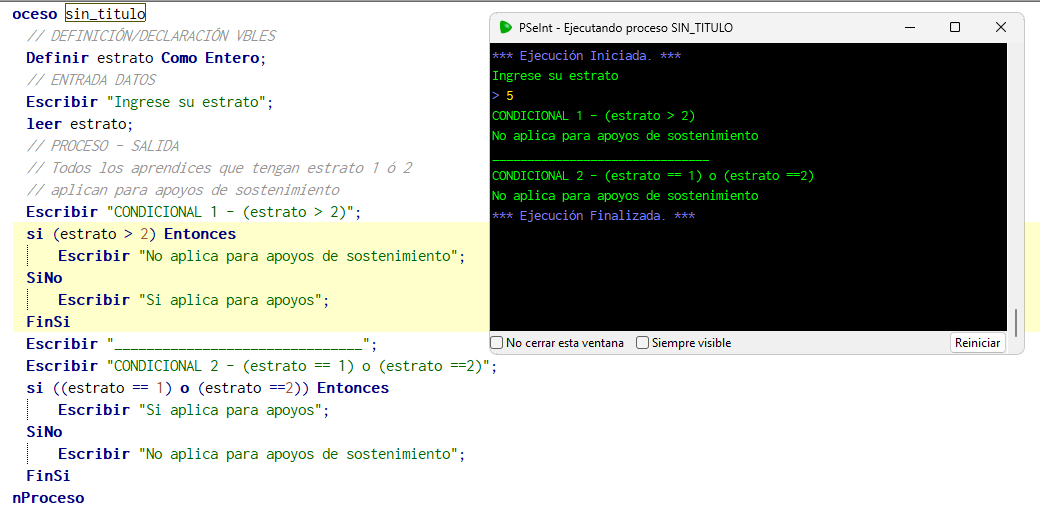 oceso sin_titulo
// DEFINICIÓN/DECLARACIÓN VBLES
Definir estrato Como Entero;
// ENTRADA DATOS
Escribir "Ingrese su estrato";
leer estrato;
// PROCESO - SALIDA
// Todos los aprendices que tengan estrato 1 ó 2
// aplican para apoyos de sostenimiento
Escribir "CONDICIONAL 1 - (estrato > 2)";
si (estrato > 2) Entonces
Escribir "No aplica para apoyos de sostenimiento";
SiNo
Escribir "Si aplica para apoyos";
FinSi
Escribir "_______________________________";
Escribir "CONDICIONAL 2 - (estrato == 1) o (estrato ==2)";
si ((estrato == 1) o (estrato ==2)) Entonces
Escribir "Si aplica para apoyos";
SiNo
Escribir "No aplica para apoyos de sostenimiento";
FinSi
nProceso
PSeInt - Ejecutando proceso SIN_TITULO
*** Ejecución Iniciada. ***
Ingrese su estrato
> 5
CONDICIONAL 1 - (estrato > 2)
No aplica para apoyos de sostenimiento
_______________________________
CONDICIONAL 2 - (estrato == 1) o (estrato ==2)
No aplica para apoyos de sostenimiento
*** Ejecución Finalizada. ***
No cerrar esta ventana Siempre visible Reiniciar